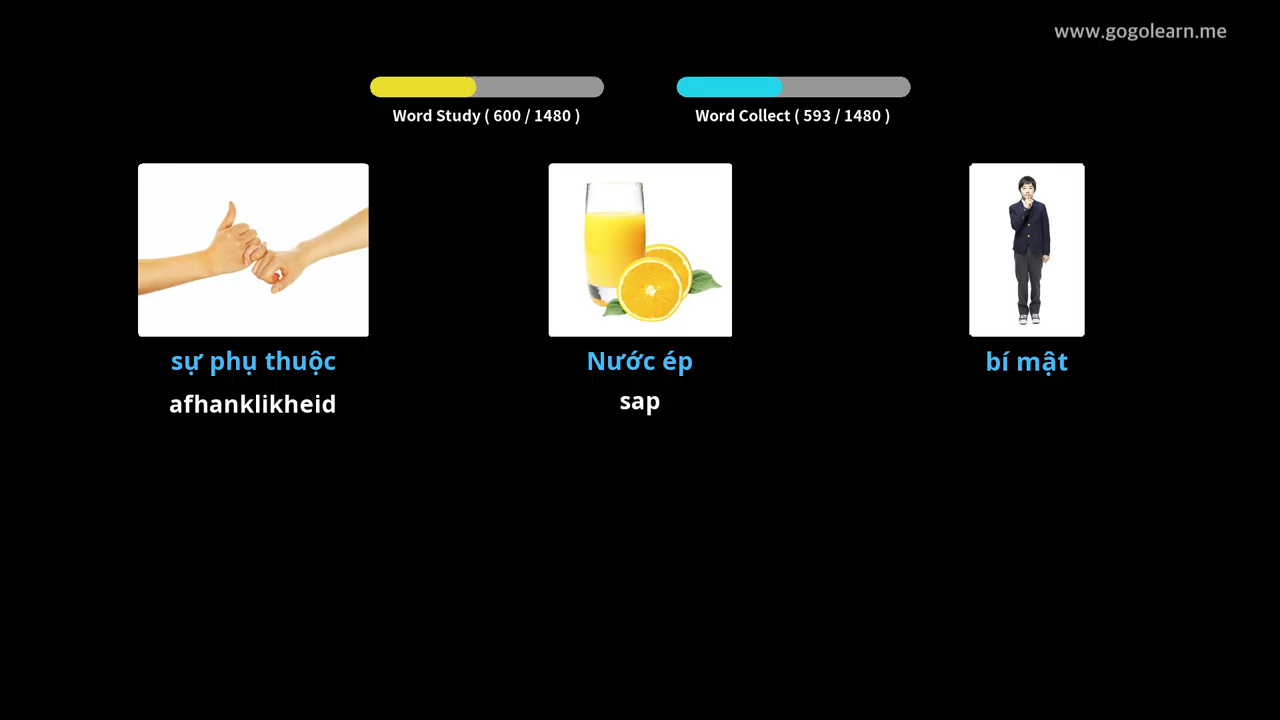 www.gogolearn.me
Word Study ( 600 / 1480 )
Word Collect ( 593 / 1480 )
sự phụ thuộc
Nước ép
bí mật
afhanklikheid
sap